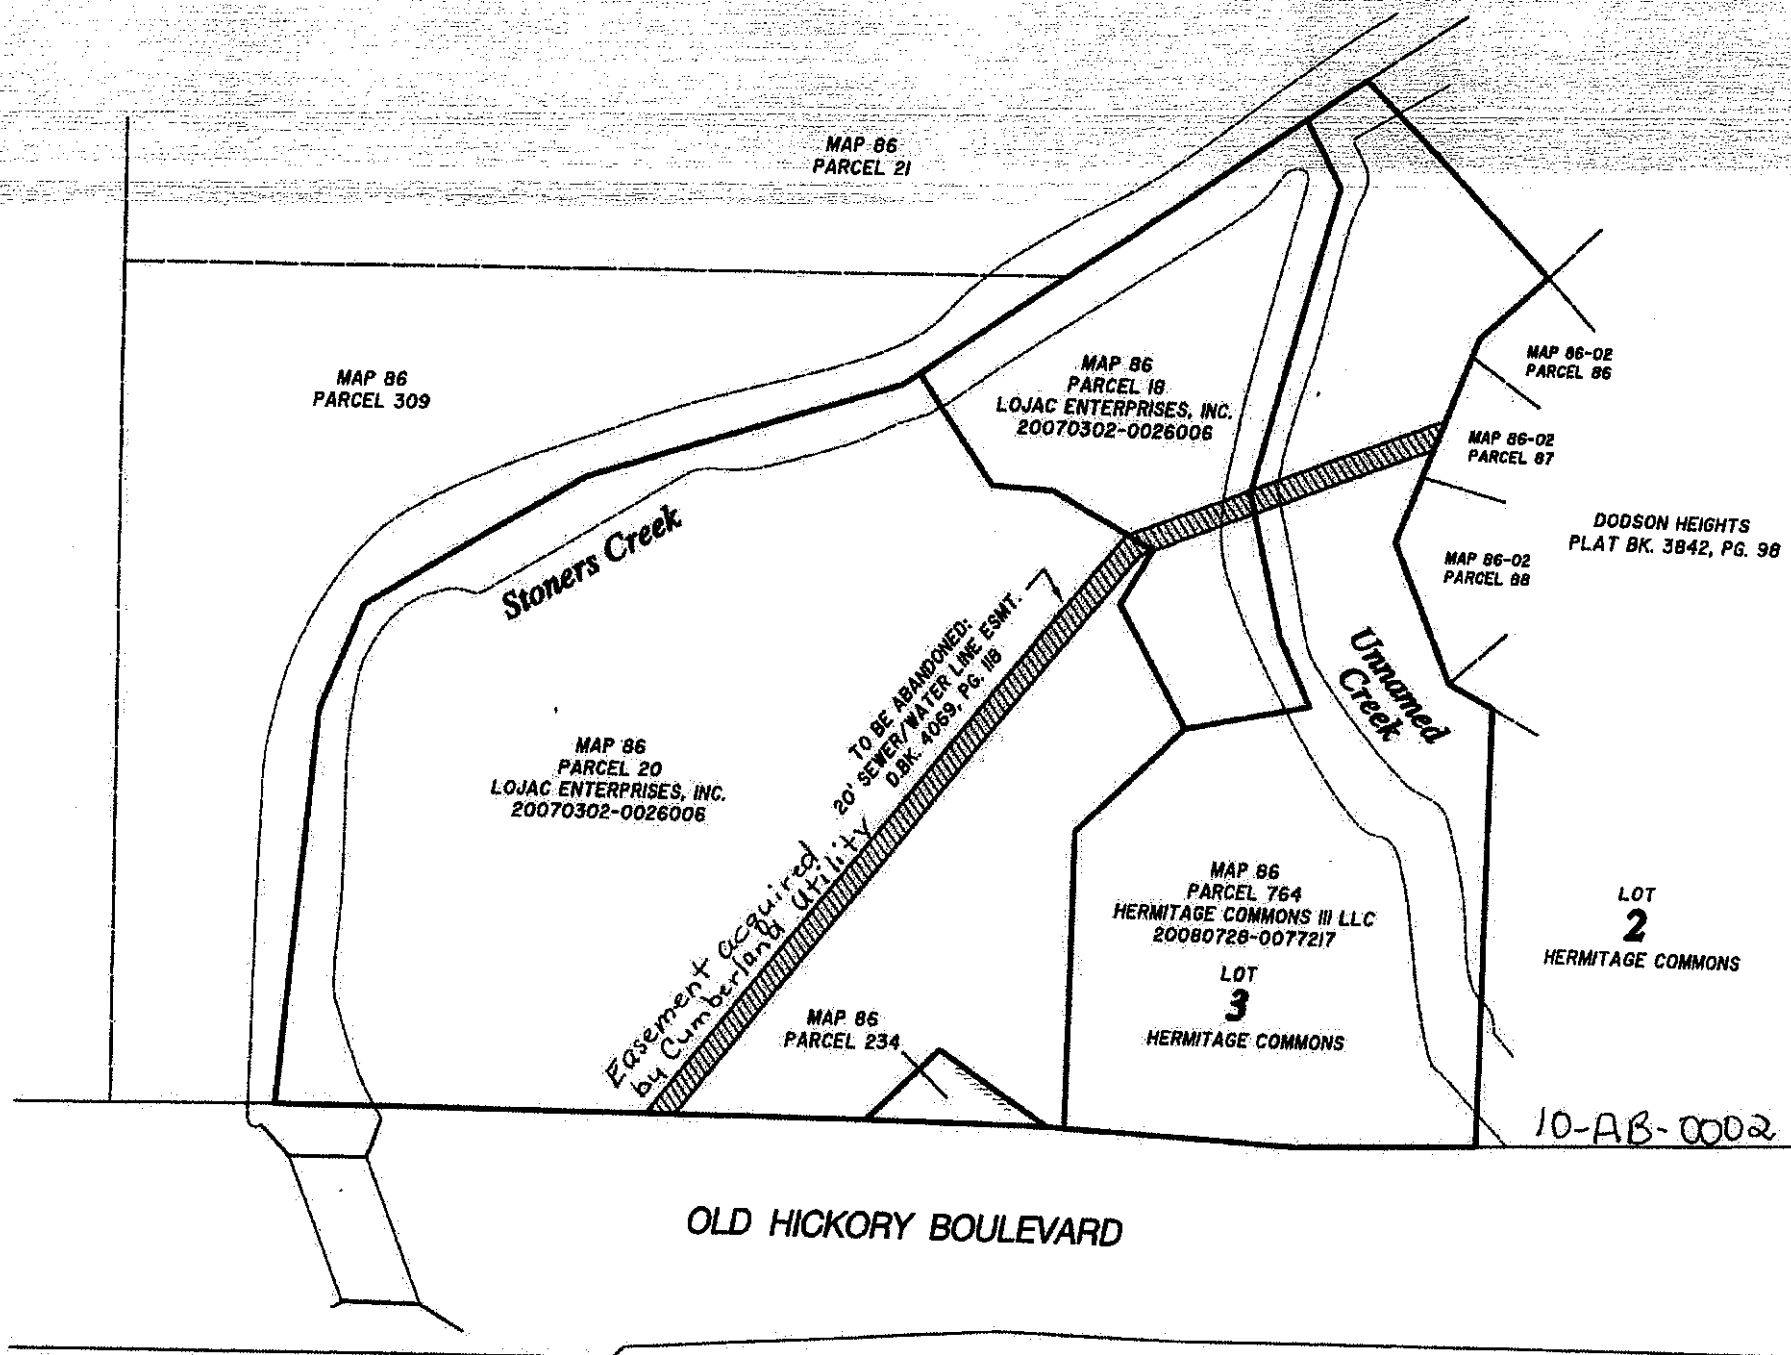 MAP 86
PARCEL 21
MAP 86
PARCEL 309
MAP 86
PARCEL 18
LOJAC ENTERPRISES, INC.
20070302-0026006
MAP 86-02
PARCEL 86
MAP 86-02
PARCEL 87
DODSON HEIGHTS
PLAT BK. 3842, PG. 98
MAP 86-02
PARCEL 88
Stoners Creek
TO BE ABANDONED:
20' SEWER/WATER LINE ESMT.
D.BK. 4069, PG. 118
Unnamed
Creek
MAP 86
PARCEL 20
LOJAC ENTERPRISES, INC.
20070302-0026006
Easement acquired
by Cumberland Utility
MAP 86
PARCEL 764
HERMITAGE COMMONS III LLC
20080728-0077217
LOT
3
HERMITAGE COMMONS
LOT
2
HERMITAGE COMMONS
MAP 86
PARCEL 234
10-AB-0002
OLD HICKORY BOULEVARD